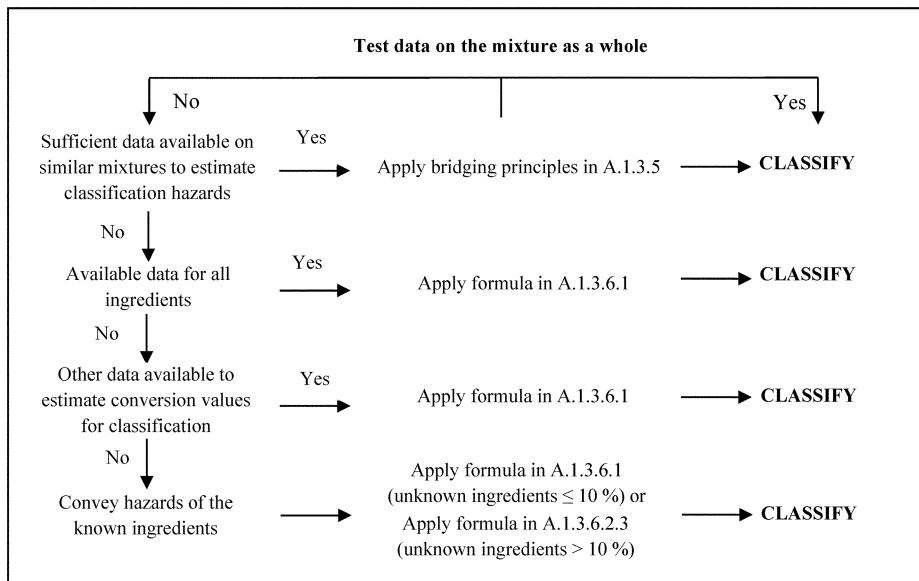 Test data on the mixture as a whole
No
Yes
Sufficient data available on
similar mixtures to estimate
classification hazards
Yes
Apply bridging principles in A.1.3.5
CLASSIFY
No
Available data for all
ingredients
Yes
Apply formula in A.1.3.6.1
CLASSIFY
No
Other data available to
estimate conversion values
for classification
Yes
Apply formula in A.1.3.6.1
CLASSIFY
No
Convey hazards of the
known ingredients
Apply formula in A.1.3.6.1
(unknown ingredients ≤ 10 %) or
Apply formula in A.1.3.6.2.3
(unknown ingredients > 10 %)
CLASSIFY